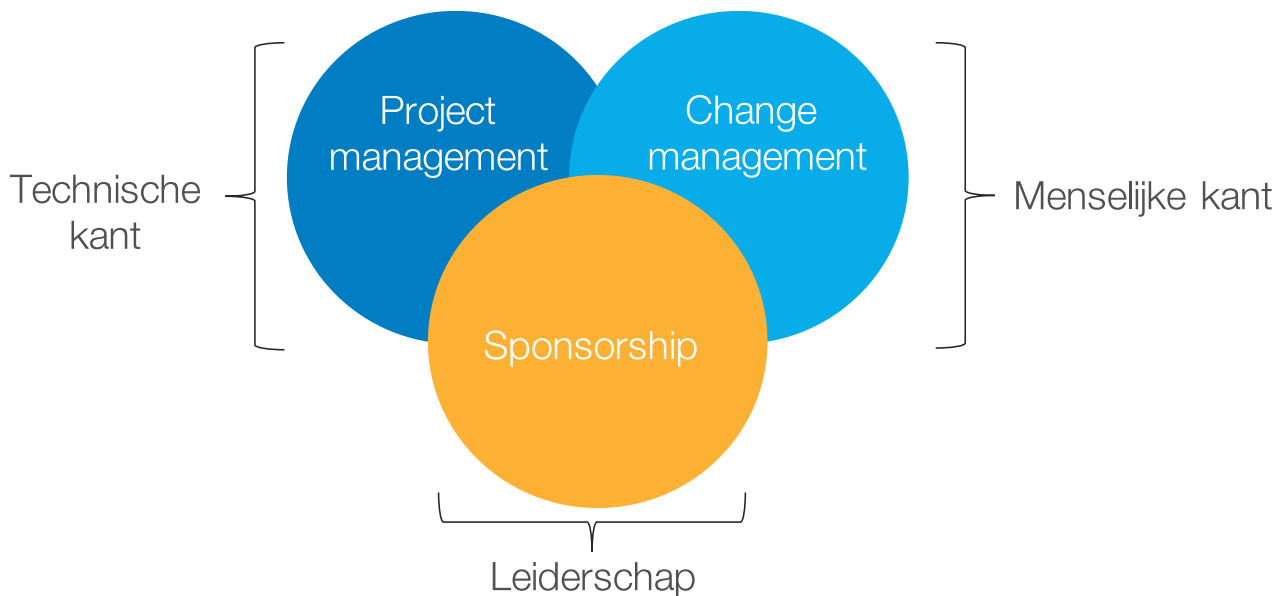 Project
management
Change
management
Technische
kant
Menselijke kant
Sponsorship
Leiderschap